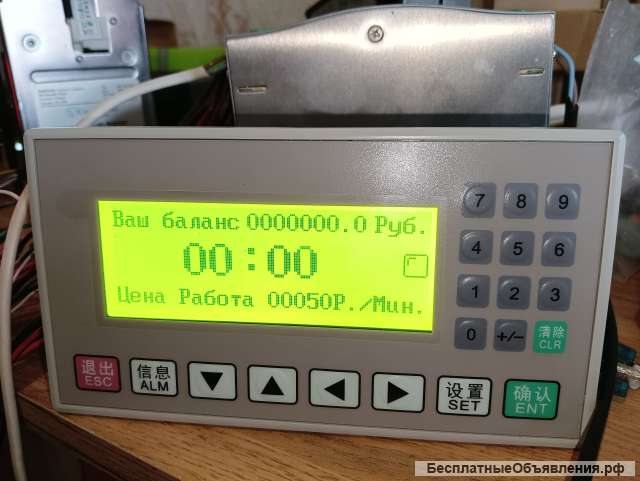 Ваш баланс 0000000.0 Руб.
00:00
Цена Работа 00050Р./Мин.
7 8 9
4 5 6
1 2 3
0 +/− 清除 CLR
退出 ESC
信息 ALM
▼ ▲ ◀ ▶
设置 SET
确认 ENT
БесплатныеОбъявления.рф